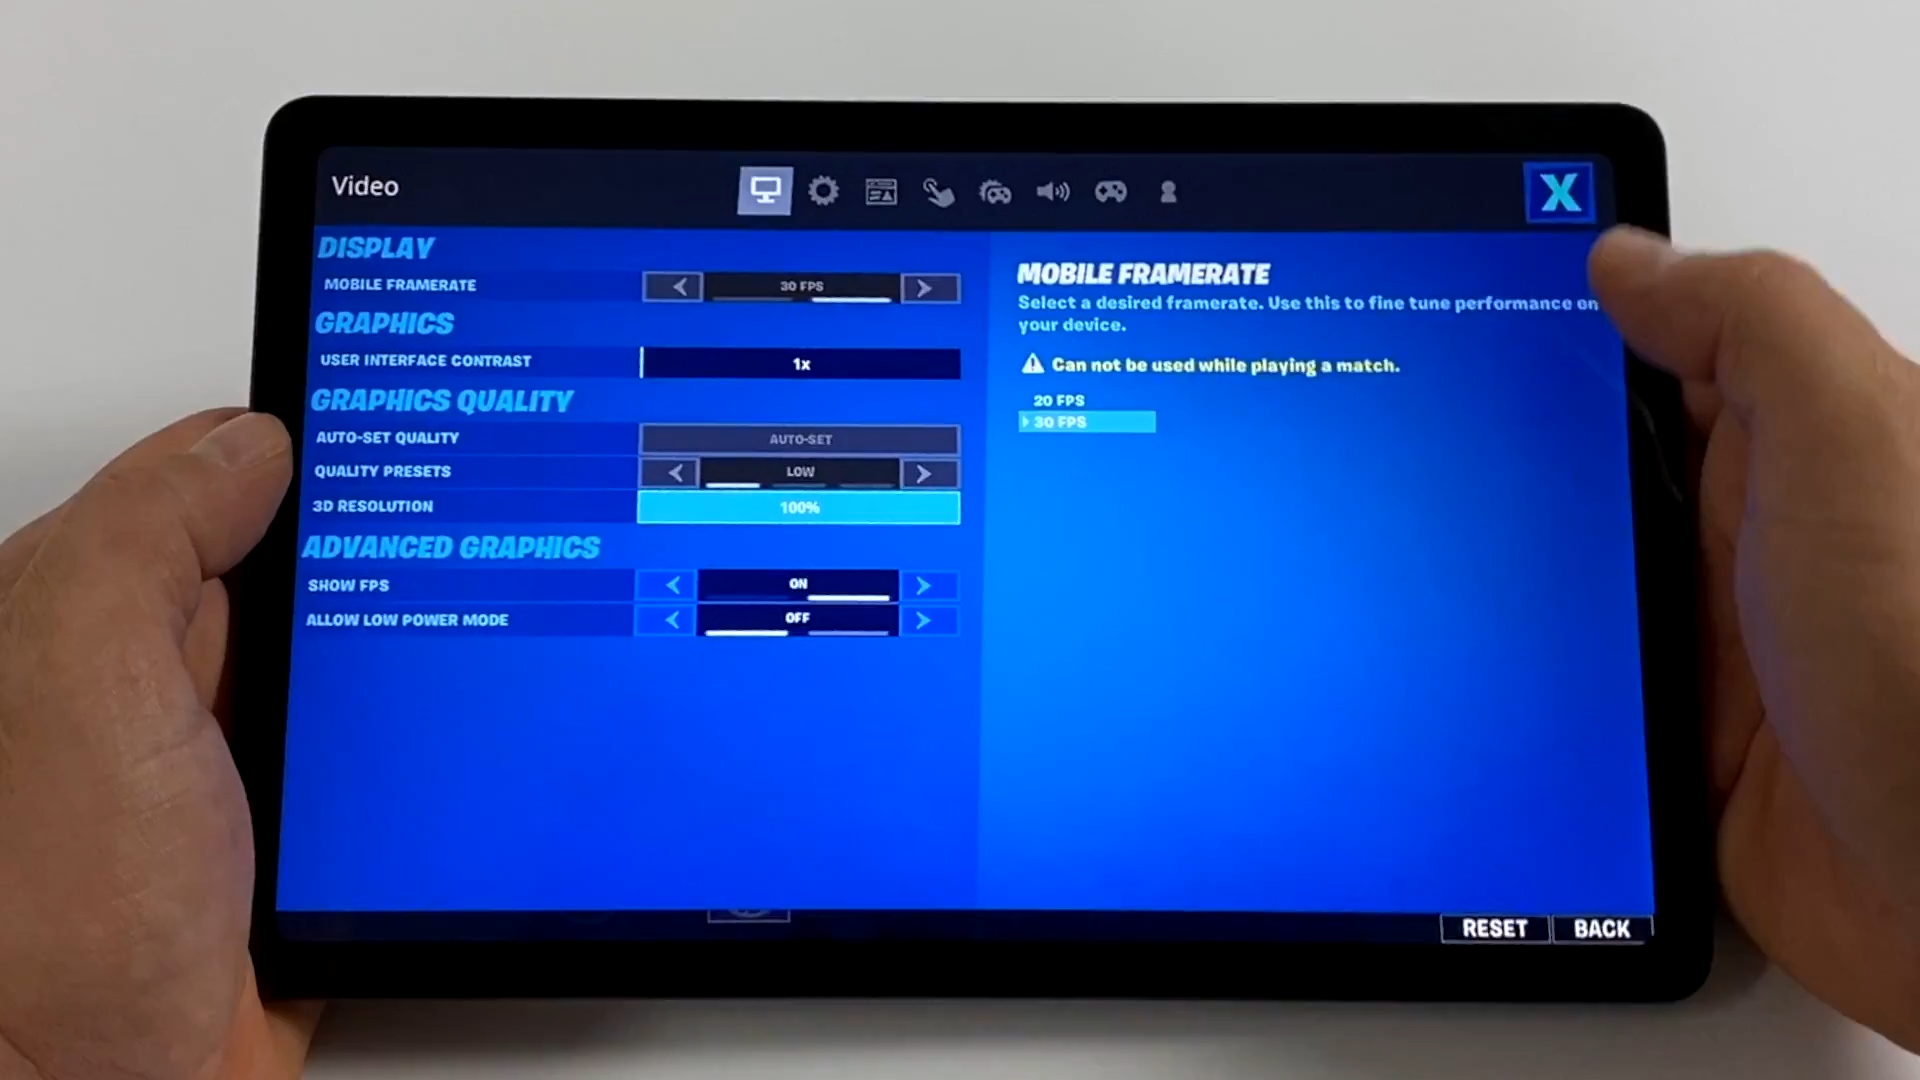 Video
X
DISPLAY
MOBILE FRAMERATE
30 FPS
GRAPHICS
USER INTERFACE CONTRAST
1x
GRAPHICS QUALITY
AUTO-SET QUALITY
AUTO-SET
QUALITY PRESETS
LOW
3D RESOLUTION
100%
ADVANCED GRAPHICS
SHOW FPS
ON
ALLOW LOW POWER MODE
OFF
MOBILE FRAMERATE
Select a desired framerate. Use this to fine tune performance on
your device.
Can not be used while playing a match.
20 FPS
30 FPS
RESET
BACK